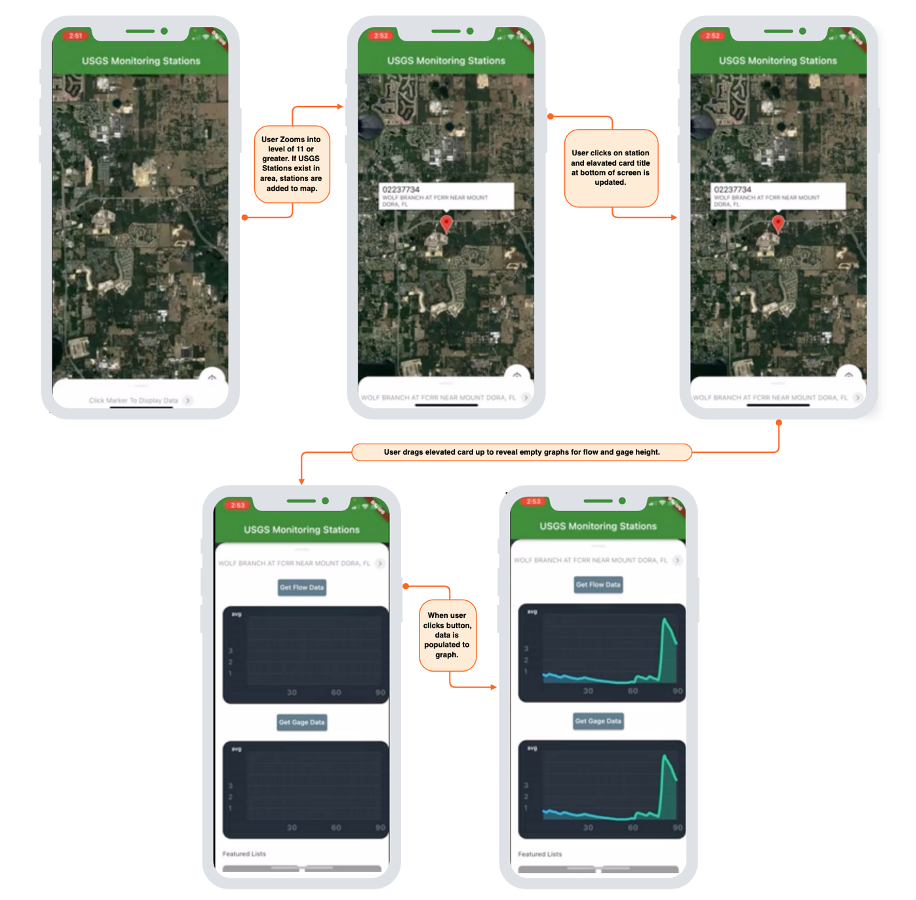 2:51
USGS Monitoring Stations
Click Marker To Display Data
User Zooms into
level of 11 or
greater. If USGS
Stations exist in
area, stations are
added to map.
2:52
USGS Monitoring Stations
02237734
WOLF BRANCH AT FCRR NEAR MOUNT
DORA, FL
WOLF BRANCH AT FCRR NEAR MOUNT DORA, FL
User clicks on station
and elavated card title
at bottom of screen is
updated.
2:52
USGS Monitoring Stations
02237734
WOLF BRANCH AT FCRR NEAR MOUNT
DORA, FL
WOLF BRANCH AT FCRR NEAR MOUNT DORA, FL
User drags elevated card up to reveal empty graphs for flow and gage height.
2:53
USGS Monitoring Stations
WOLF BRANCH AT FCRR NEAR MOUNT DORA, FL
Get Flow Data
avg
3
2
1
30 60 90
Get Gage Data
avg
3
2
1
30 60 90
Featured Lists
When user
clicks button,
data is
populated to
graph.
2:53
USGS Monitoring Stations
WOLF BRANCH AT FCRR NEAR MOUNT DORA, FL
Get Flow Data
avg
3
2
1
30 60 90
Get Gage Data
avg
3
2
1
30 60 90
Featured Lists